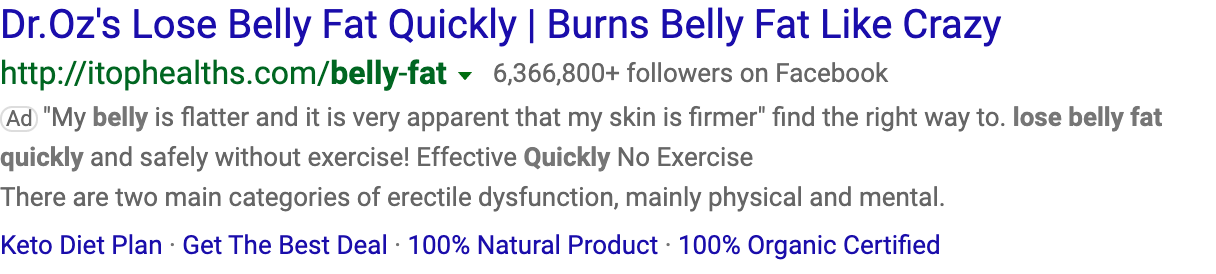 Dr.Oz's Lose Belly Fat Quickly | Burns Belly Fat Like Crazy
http://itophealths.com/belly-fat 6,366,800+ followers on Facebook
Ad "My belly is flatter and it is very apparent that my skin is firmer" find the right way to. lose belly fat
quickly and safely without exercise! Effective Quickly No Exercise
There are two main categories of erectile dysfunction, mainly physical and mental.
Keto Diet Plan · Get The Best Deal · 100% Natural Product · 100% Organic Certified